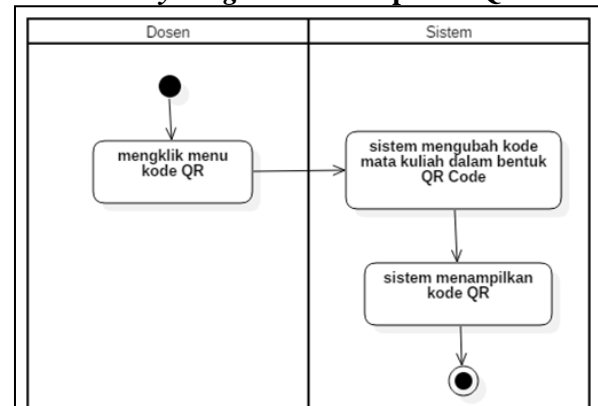 Dosen
Sistem
mengklik menu
kode QR
sistem mengubah kode
mata kuliah dalam bentuk
QR Code
sistem menampilkan
kode QR